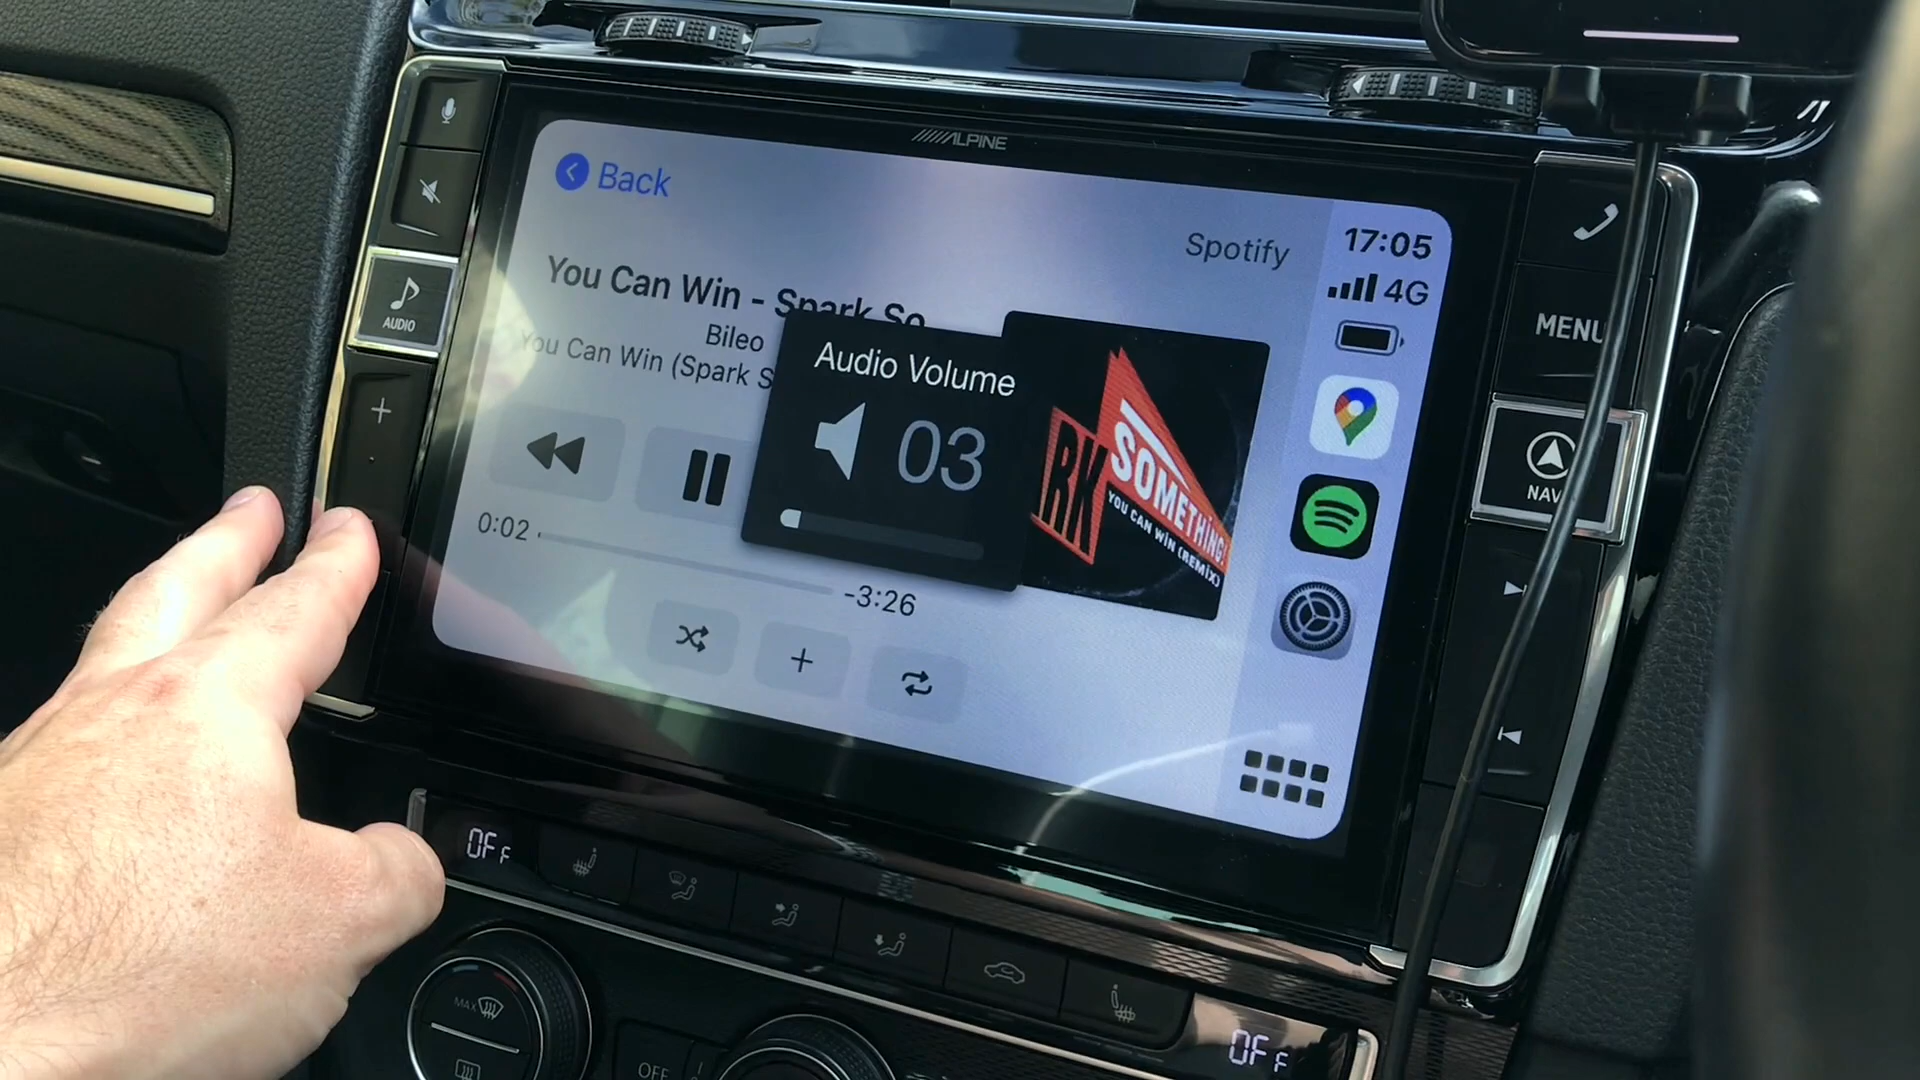 ALPINE
Back
Spotify
17:05
4G
You Can Win - Spark So
Bileo
You Can Win (Spark S
Audio Volume
03
RK
SOMETHING!
YOU CAN WIN (REMIX)
0:02
-3:26
AUDIO
+
MENU
NAV
OFF
MAX
OFF
OFF